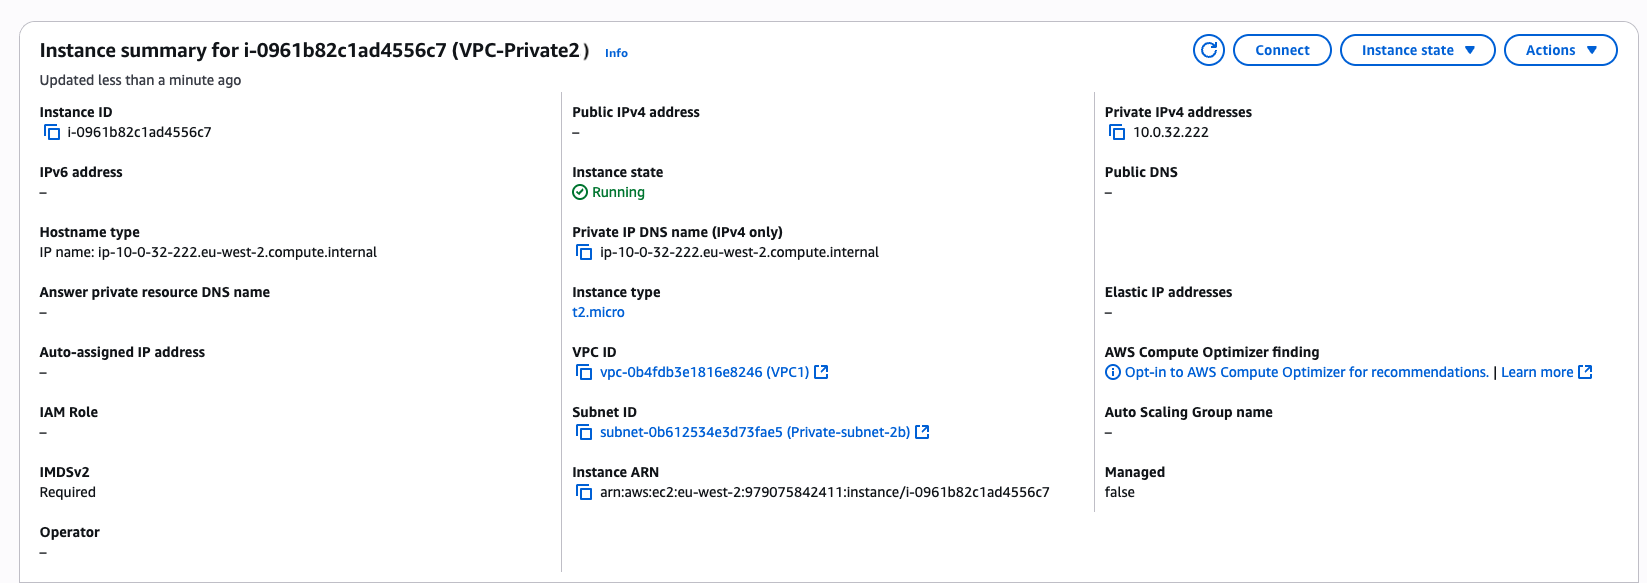 Instance summary for i-0961b82c1ad4556c7 (VPC-Private2 ) Info
Connect
Instance state
Actions
Updated less than a minute ago
Instance ID
i-0961b82c1ad4556c7
Public IPv4 address
–
Private IPv4 addresses
10.0.32.222
IPv6 address
–
Instance state
Running
Public DNS
–
Hostname type
IP name: ip-10-0-32-222.eu-west-2.compute.internal
Private IP DNS name (IPv4 only)
ip-10-0-32-222.eu-west-2.compute.internal
Answer private resource DNS name
–
Instance type
t2.micro
Elastic IP addresses
–
Auto-assigned IP address
–
VPC ID
vpc-0b4fdb3e1816e8246 (VPC1)
AWS Compute Optimizer finding
Opt-in to AWS Compute Optimizer for recommendations. | Learn more
IAM Role
–
Subnet ID
subnet-0b612534e3d73fae5 (Private-subnet-2b)
Auto Scaling Group name
–
IMDSv2
Required
Instance ARN
arn:aws:ec2:eu-west-2:979075842411:instance/i-0961b82c1ad4556c7
Managed
false
Operator
–